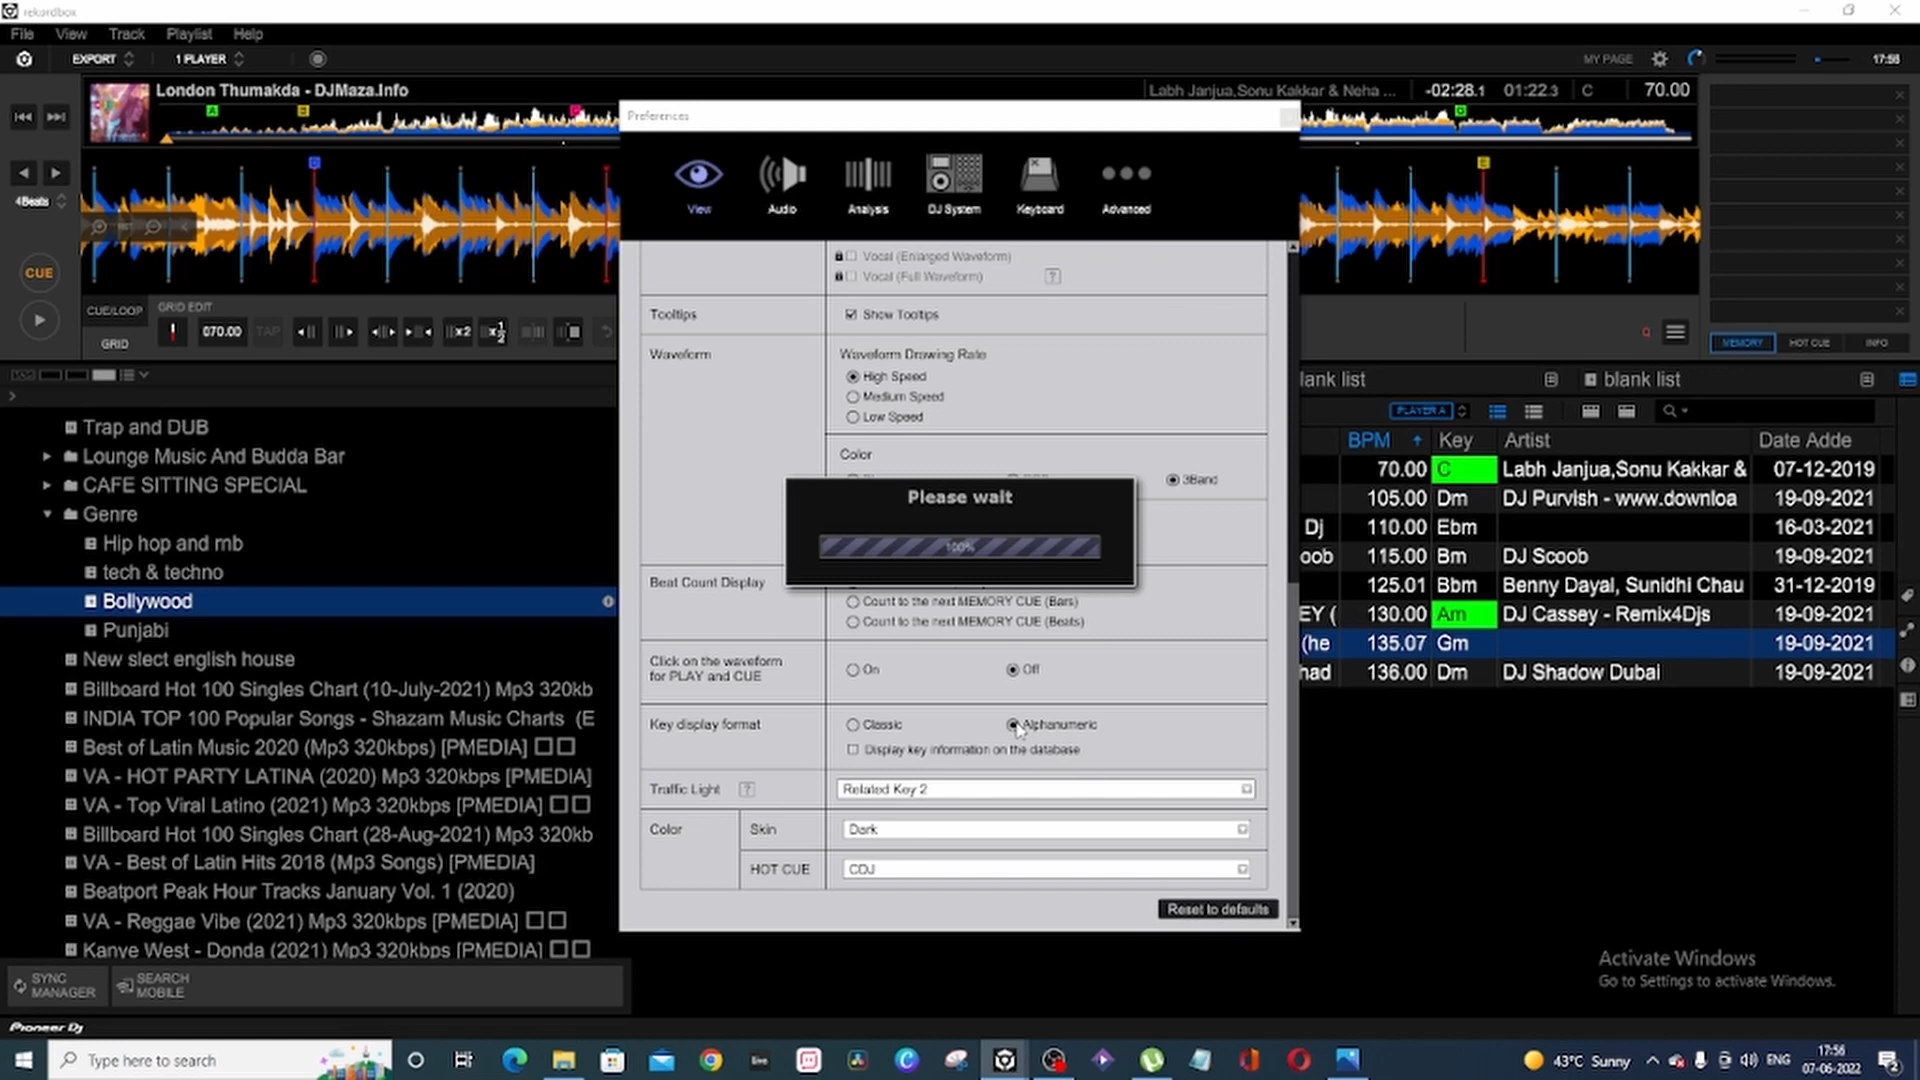 rekordbox
File View Track Playlist Help
EXPORT 1 PLAYER MY PAGE 17:56
London Thumakda - DJMaza.Info Labh Janjua,Sonu Kakkar & Neha ... -02:28.1 01:22.3 C 70.00
A B C D
D B
4Beats
CUE
CUE/LOOP
GRID
GRID EDIT
070.00 TAP x2 x1/2
MEMORY HOT CUE INFO
Preferences
View Audio Analysis DJ System Keyboard Advanced
Vocal (Enlarged Waveform)
Vocal (Full Waveform) ?
Tooltips Show Tooltips
Waveform Waveform Drawing Rate
High Speed
Medium Speed
Low Speed
Color
3Band
Please wait
100%
Beat Count Display
Count to the next MEMORY CUE (Bars)
Count to the next MEMORY CUE (Beats)
Click on the waveform
for PLAY and CUE
On Off
Key display format Classic Alphanumeric
Display key information on the database
Traffic Light ? Related Key 2
Color Skin Dark
HOT CUE CDJ
Reset to defaults
Trap and DUB
Lounge Music And Budda Bar
CAFE SITTING SPECIAL
Genre
Hip hop and rnb
tech & techno
Bollywood
Punjabi
New slect english house
Billboard Hot 100 Singles Chart (10-July-2021) Mp3 320kb
INDIA TOP 100 Popular Songs - Shazam Music Charts (E
Best of Latin Music 2020 (Mp3 320kbps) [PMEDIA]
VA - HOT PARTY LATINA (2020) Mp3 320kbps [PMEDIA]
VA - Top Viral Latino (2021) Mp3 320kbps [PMEDIA]
Billboard Hot 100 Singles Chart (28-Aug-2021) Mp3 320kb
VA - Best of Latin Hits 2018 (Mp3 Songs) [PMEDIA]
Beatport Peak Hour Tracks January Vol. 1 (2020)
VA - Reggae Vibe (2021) Mp3 320kbps [PMEDIA]
Kanye West - Donda (2021) Mp3 320kbps [PMEDIA]
SYNC
MANAGER
SEARCH
MOBILE
Pioneer Dj
lank list blank list
PLAYER A
BPM Key Artist Date Adde
70.00 C Labh Janjua,Sonu Kakkar & 07-12-2019
105.00 Dm DJ Purvish - www.downloa 19-09-2021
Dj 110.00 Ebm 16-03-2021
oob 115.00 Bm DJ Scoob 19-09-2021
125.01 Bbm Benny Dayal, Sunidhi Chau 31-12-2019
EY ( 130.00 Am DJ Cassey - Remix4Djs 19-09-2021
(he 135.07 Gm 19-09-2021
had 136.00 Dm DJ Shadow Dubai 19-09-2021
Activate Windows
Go to Settings to activate Windows.
Type here to search
43°C Sunny ENG 17:56
07-06-2022
2